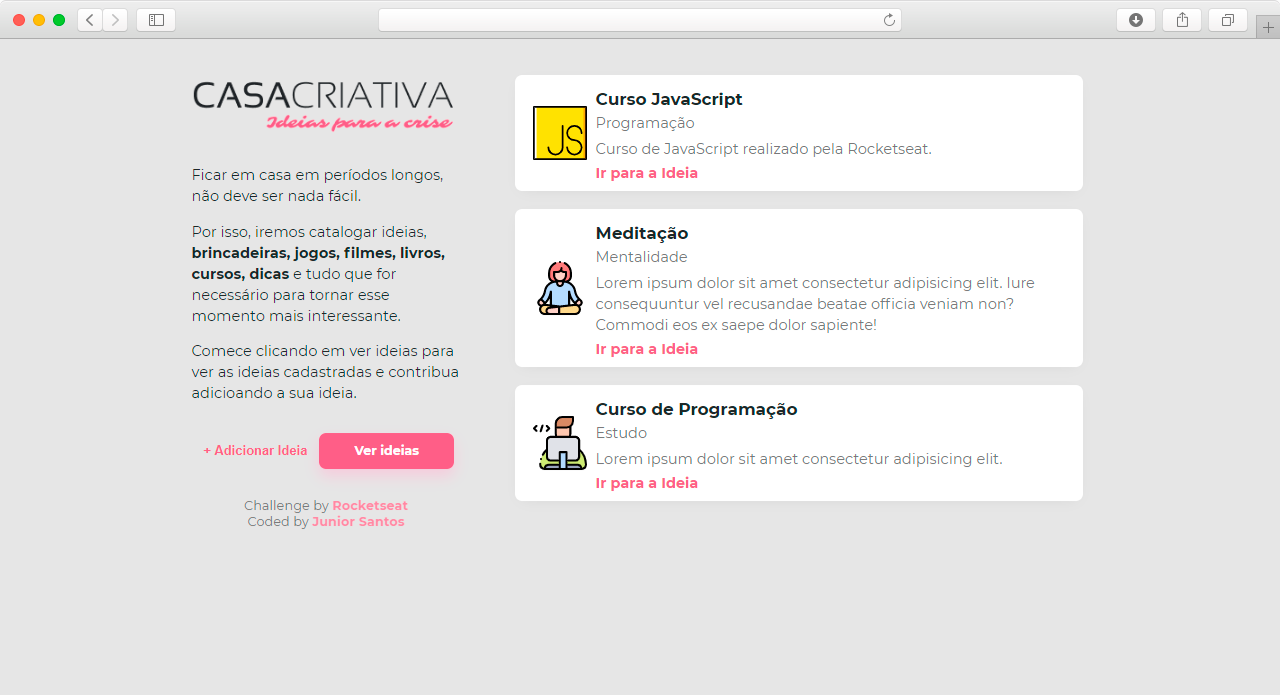 CASACRIATIVA
Ideias para a crise
Ficar em casa em períodos longos,
não deve ser nada fácil.
Por isso, iremos catalogar ideias,
brincadeiras, jogos, filmes, livros,
cursos, dicas e tudo que for
necessário para tornar esse
momento mais interessante.
Comece clicando em ver ideias para
ver as ideias cadastradas e contribua
adicioando a sua ideia.
+ Adicionar Ideia
Ver ideias
Challenge by Rocketseat
Coded by Junior Santos
JS
Curso JavaScript
Programação
Curso de JavaScript realizado pela Rocketseat.
Ir para a Ideia
Meditação
Mentalidade
Lorem ipsum dolor sit amet consectetur adipisicing elit. Iure
consequuntur vel recusandae beatae officia veniam non?
Commodi eos ex saepe dolor sapiente!
Ir para a Ideia
</>
Curso de Programação
Estudo
Lorem ipsum dolor sit amet consectetur adipisicing elit.
Ir para a Ideia